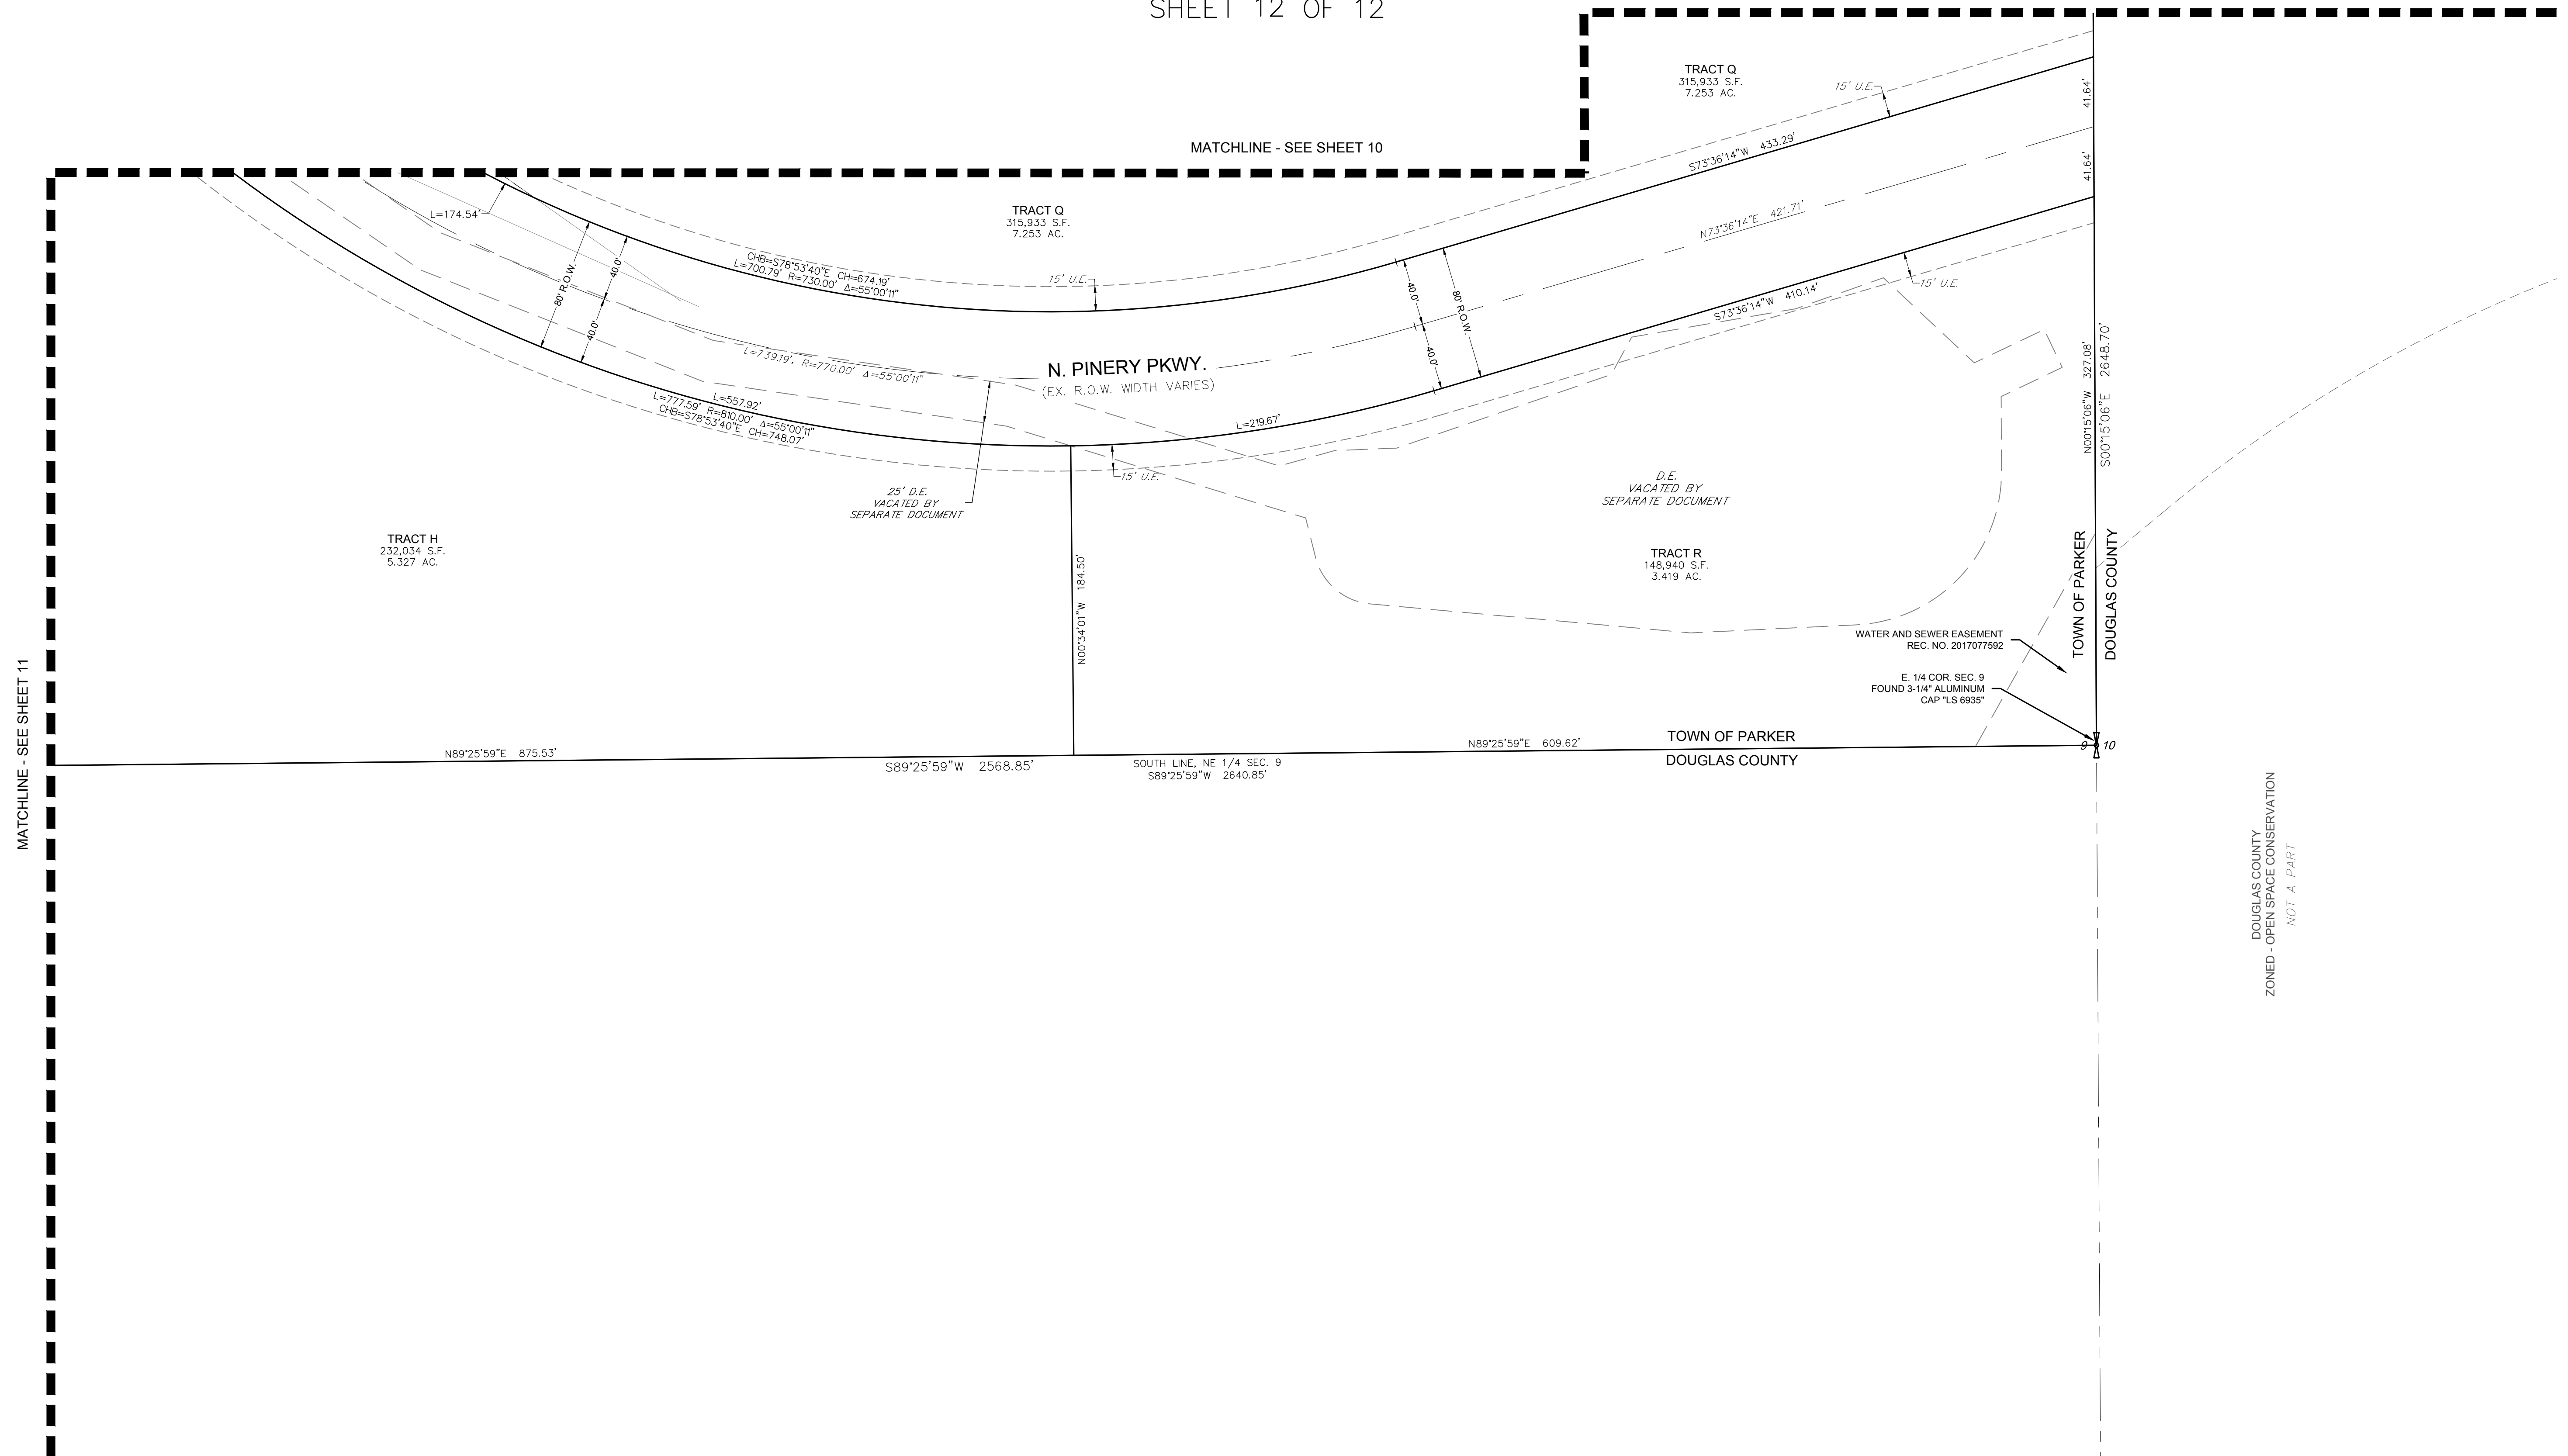 SHEET 12 OF 12
TRACT Q
315,933 S.F.
7.253 AC.
15' U.E.
41.64'
MATCHLINE - SEE SHEET 10
S73°36'14"W 433.29'
41.64'
L=174.54'
TRACT Q
315,933 S.F.
7.253 AC.
N73°36'14"E 421.71'
80' R.O.W.
40.0'
40.0'
CHB=S78°53'40"E CH=674.19'
L=700.79' R=730.00' Δ=55°00'11"
15' U.E.
40.0'
80' R.O.W.
40.0'
S73°36'14"W 410.14'
15' U.E.
L=739.19', R=770.00' Δ=55°00'11"
N. PINERY PKWY.
(EX. R.O.W. WIDTH VARIES)
L=557.92'
L=777.59' R=810.00' Δ=55°00'11"
CHB=S78°53'40"E CH=748.07'
L=219.67'
N00°15'06"W 327.08'
S00°15'06"E 2648.70'
15' U.E.
25' D.E.
VACATED BY
SEPARATE DOCUMENT
D.E.
VACATED BY
SEPARATE DOCUMENT
TRACT H
232,034 S.F.
5.327 AC.
N00°34'01"W 184.50'
TRACT R
148,940 S.F.
3.419 AC.
TOWN OF PARKER
DOUGLAS COUNTY
WATER AND SEWER EASEMENT
REC. NO. 2017077592
E. 1/4 COR. SEC. 9
FOUND 3-1/4" ALUMINUM
CAP "LS 6935"
MATCHLINE - SEE SHEET 11
N89°25'59"E 875.53'
S89°25'59"W 2568.85'
SOUTH LINE, NE 1/4 SEC. 9
S89°25'59"W 2640.85'
N89°25'59"E 609.62'
TOWN OF PARKER
DOUGLAS COUNTY
9 10
DOUGLAS COUNTY
ZONED - OPEN SPACE CONSERVATION
NOT A PART